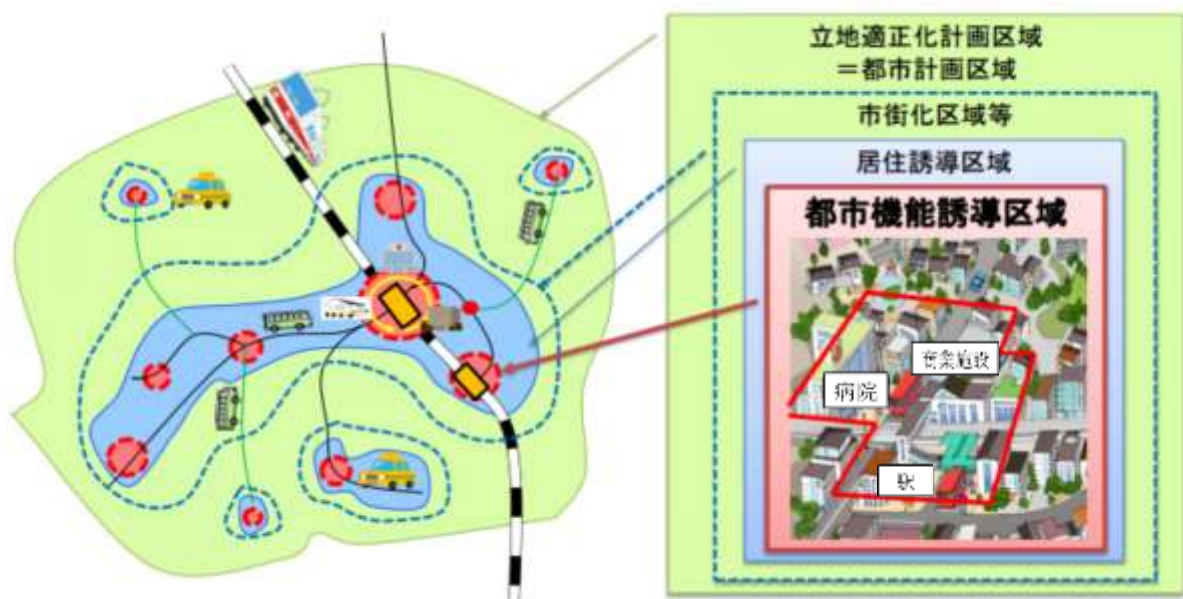 立地適正化計画区域
＝都市計画区域
市街化区域等
居住誘導区域
都市機能誘導区域
商業施設
病院
駅